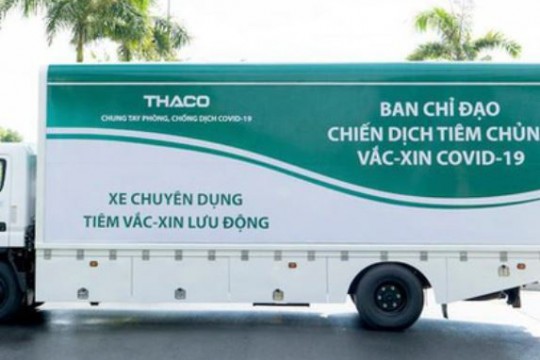 THACO
CHUNG TAY PHÒNG, CHỐNG DỊCH COVID-19
BAN CHỈ ĐẠO
CHIẾN DỊCH TIÊM CHỦN
VẮC-XIN COVID-19
XE CHUYÊN DỤNG
TIÊM VẮC-XIN LƯU ĐỘNG